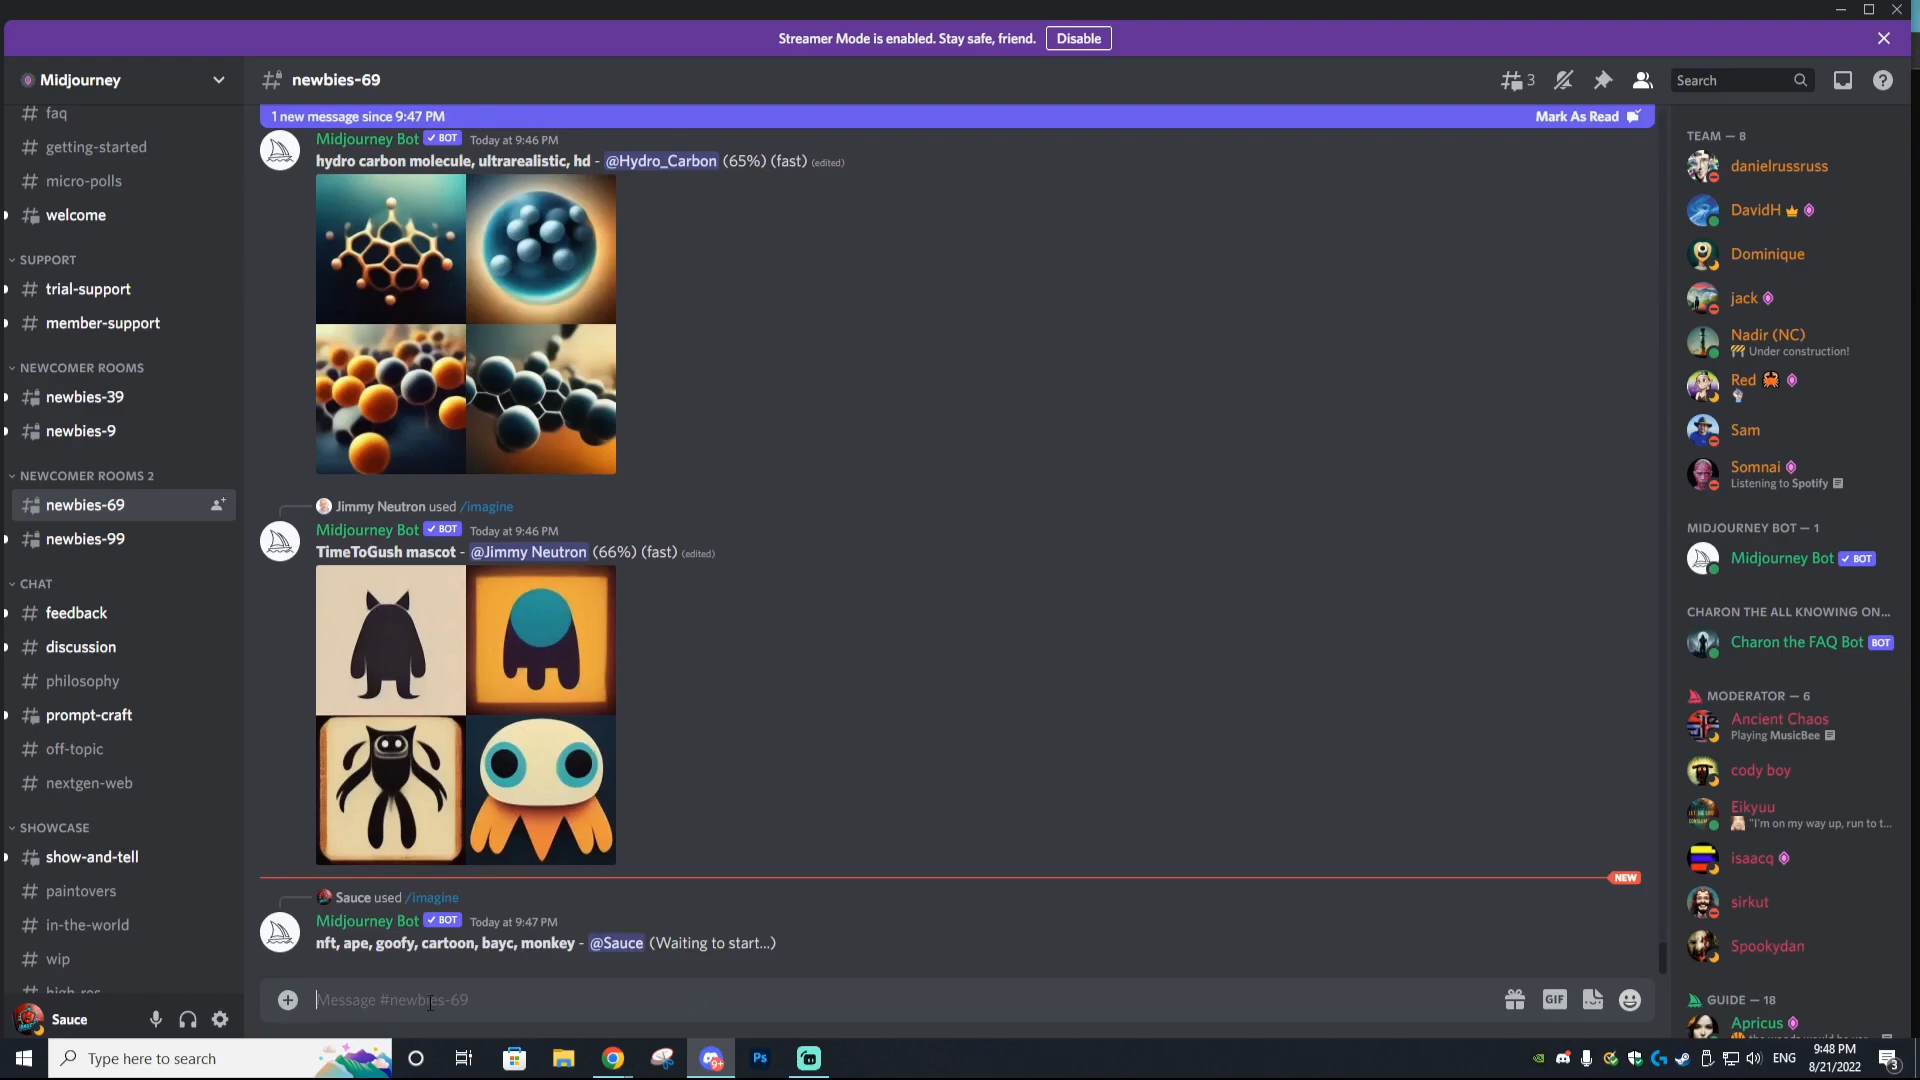 Streamer Mode is enabled. Stay safe, friend. Disable
Midjourney
faq
getting-started
micro-polls
welcome
SUPPORT
trial-support
member-support
NEWCOMER ROOMS
newbies-39
newbies-9
NEWCOMER ROOMS 2
newbies-69
newbies-99
CHAT
feedback
discussion
philosophy
prompt-craft
off-topic
nextgen-web
SHOWCASE
show-and-tell
paintovers
in-the-world
wip
Sauce
newbies-69
3
Search
1 new message since 9:47 PM Mark As Read
Midjourney Bot BOT Today at 9:46 PM
hydro carbon molecule, ultrarealistic, hd - @Hydro_Carbon (65%) (fast) (edited)
Jimmy Neutron used /imagine
Midjourney Bot BOT Today at 9:46 PM
TimeToGush mascot - @Jimmy Neutron (66%) (fast) (edited)
NEW
Sauce used /imagine
Midjourney Bot BOT Today at 9:47 PM
nft, ape, goofy, cartoon, bayc, monkey - @Sauce (Waiting to start...)
Message #newbies-69
GIF
TEAM — 8
danielrussruss
DavidH
Dominique
jack
Nadir (NC)
Under construction!
Red
Sam
Somnai
Listening to Spotify
MIDJOURNEY BOT — 1
Midjourney Bot BOT
CHARON THE ALL KNOWING ON...
Charon the FAQ Bot BOT
MODERATOR — 6
Ancient Chaos
Playing MusicBee
cody boy
Eikyuu
"I'm on my way up, run to t...
isaacq
sirkut
Spookydan
GUIDE — 18
Apricus
Type here to search
9+
Ps
ENG
9:48 PM
8/21/2022
3